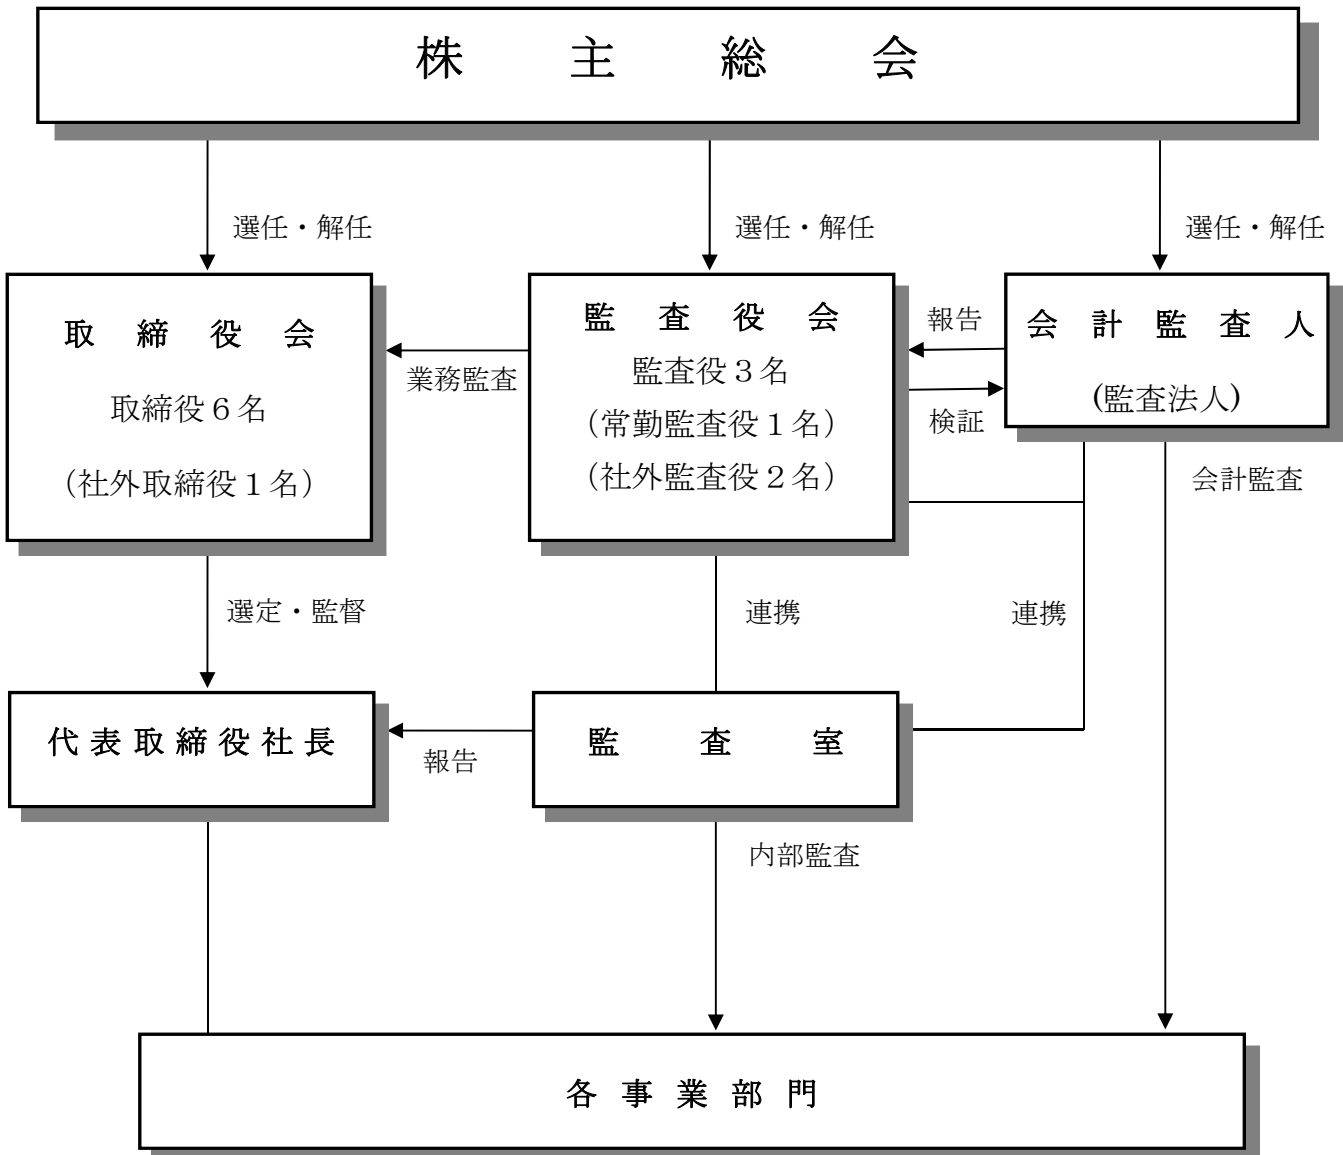 株主総会
選任・解任
選任・解任
選任・解任
取締役会
取締役６名
（社外取締役１名）
業務監査
監査役会
監査役３名
（常勤監査役１名）
（社外監査役２名）
報告
検証
会計監査人
(監査法人)
会計監査
選定・監督
連携
連携
代表取締役社長
報告
監査室
内部監査
各事業部門